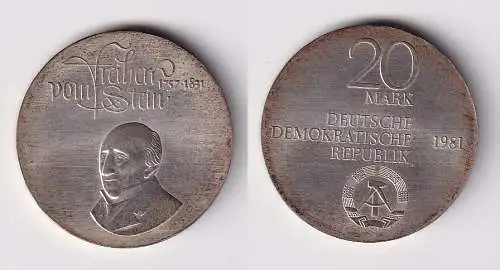 Freiherr
1757·1831
vom Stein
20
MARK
DEUTSCHE
DEMOKRATISCHE
REPUBLIK
1981